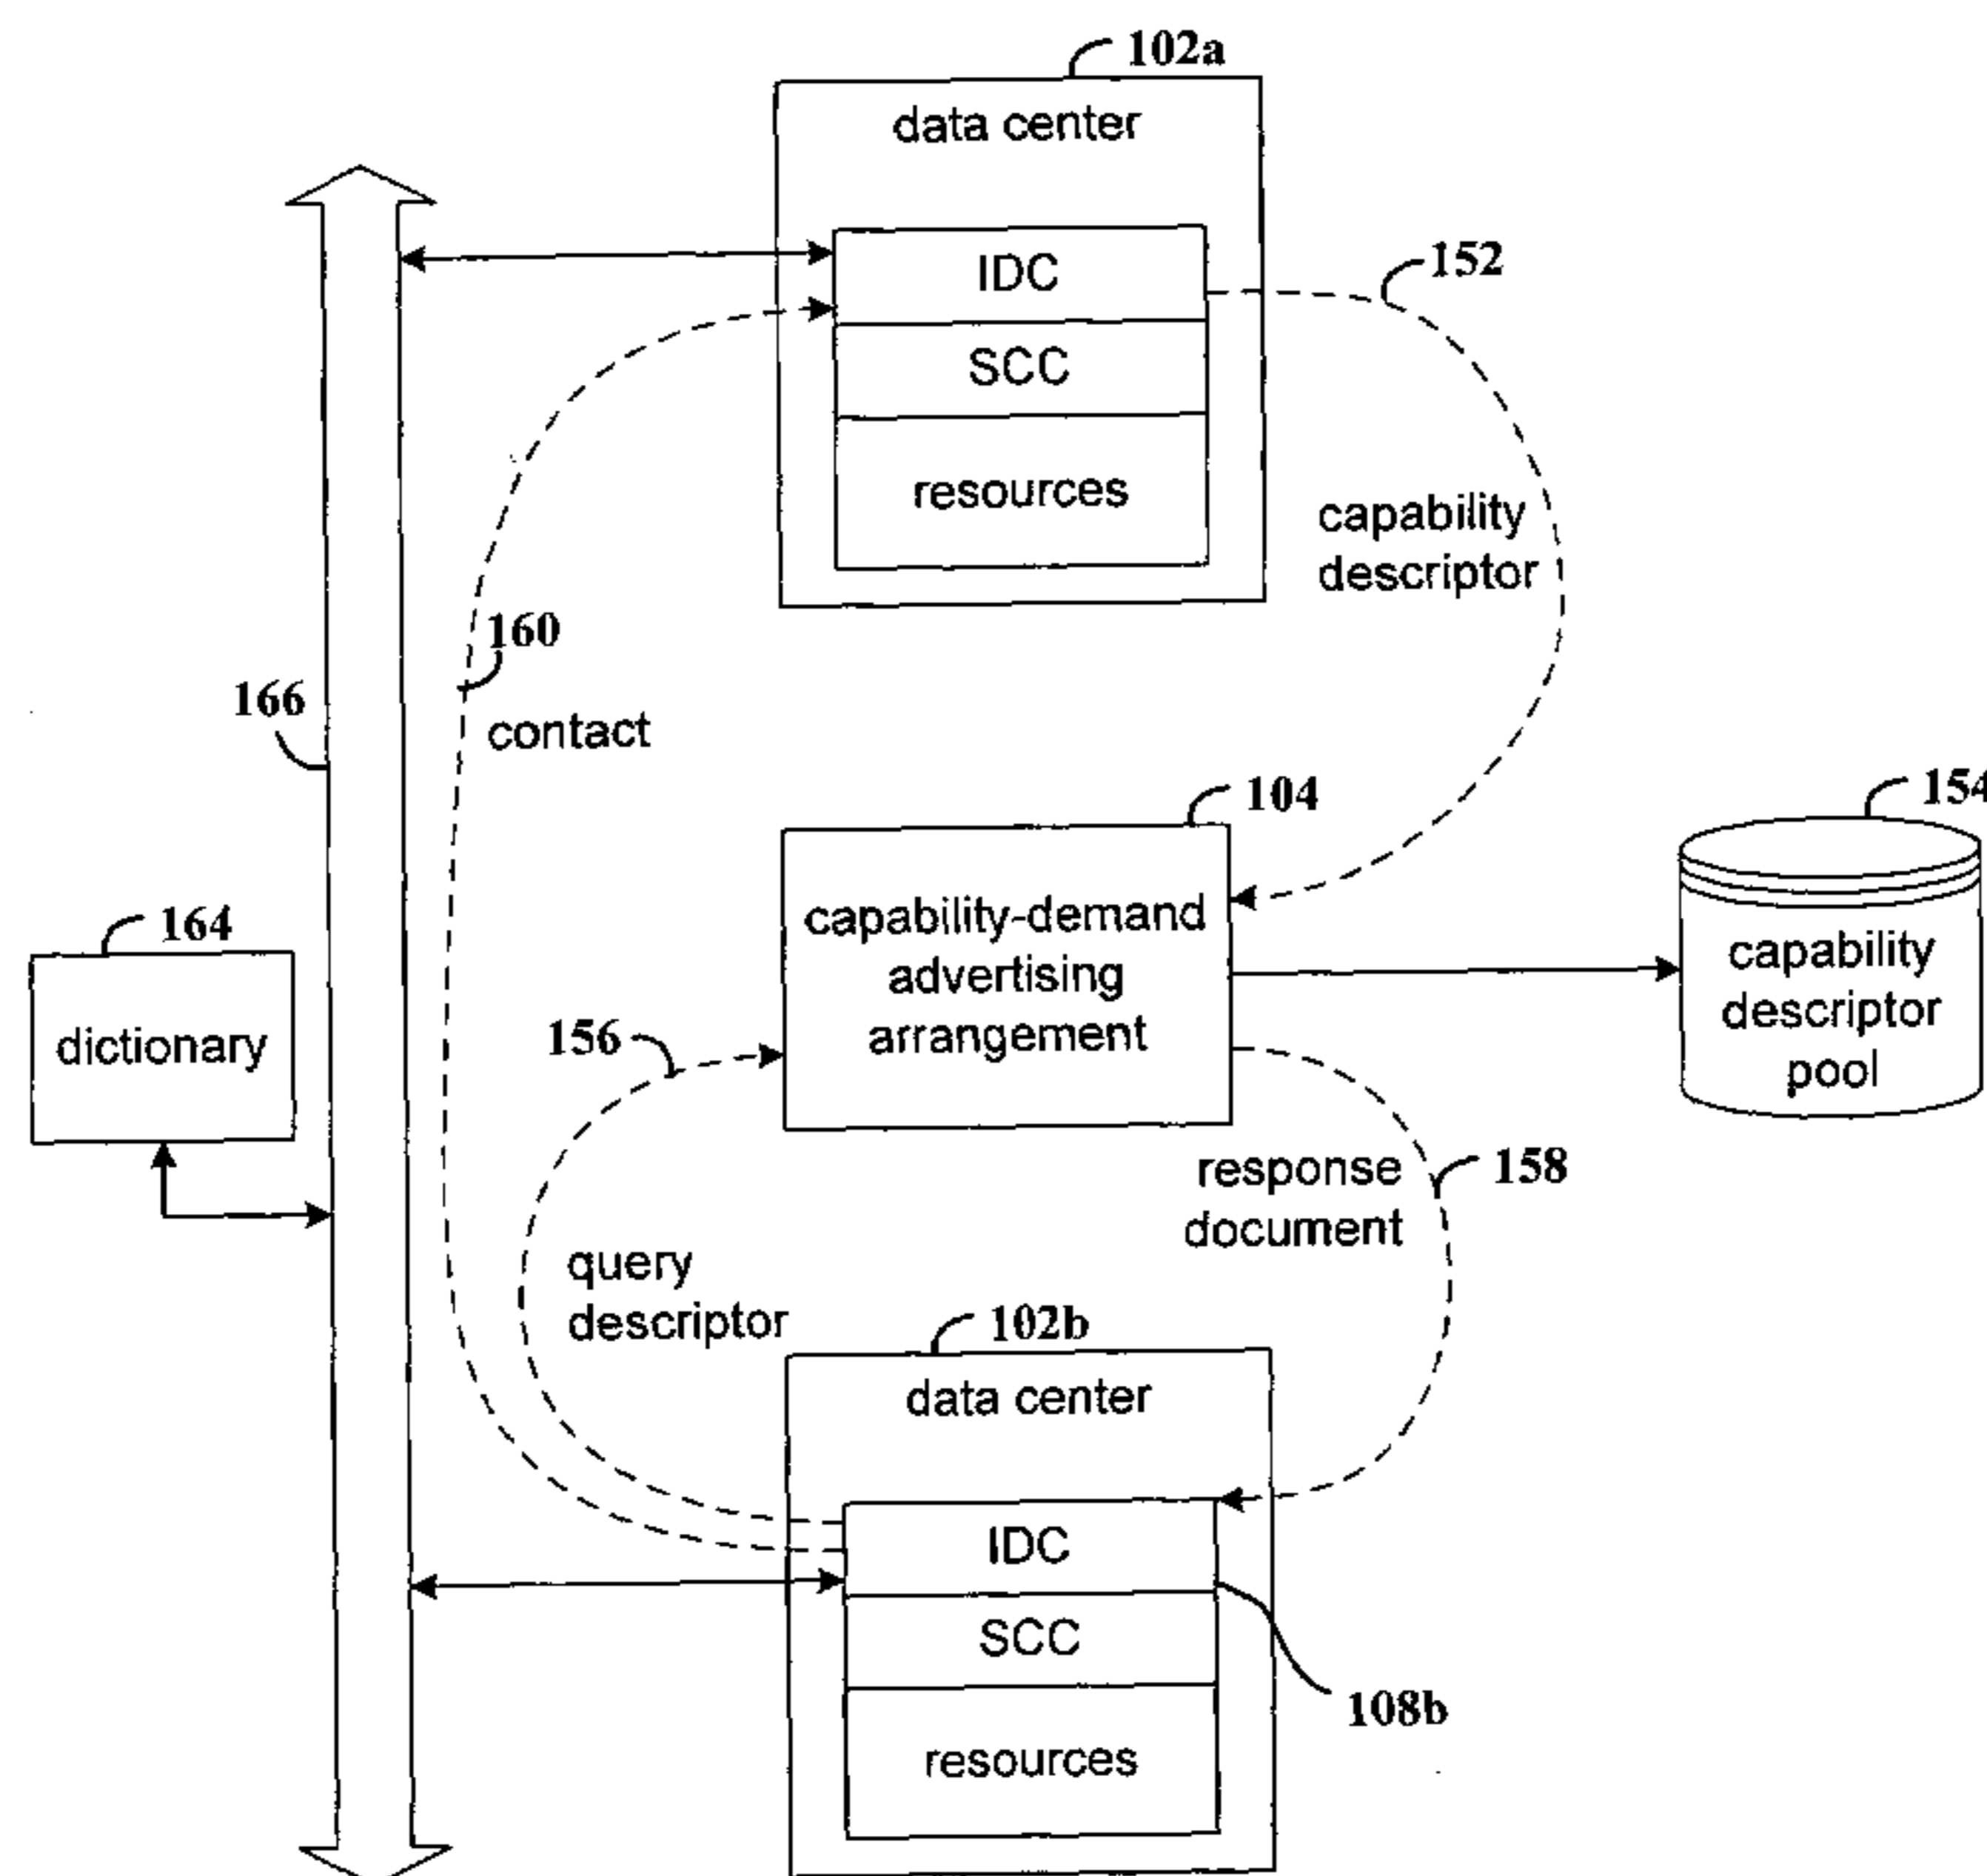 102a
data center
IDC
152
SCC
resources
capability
descriptor
160
166
contact
104
154
capability-demand
advertising
arrangement
capability
descriptor
pool
164
dictionary
156
response
document
158
query
descriptor
102b
data center
IDC
SCC
108b
resources